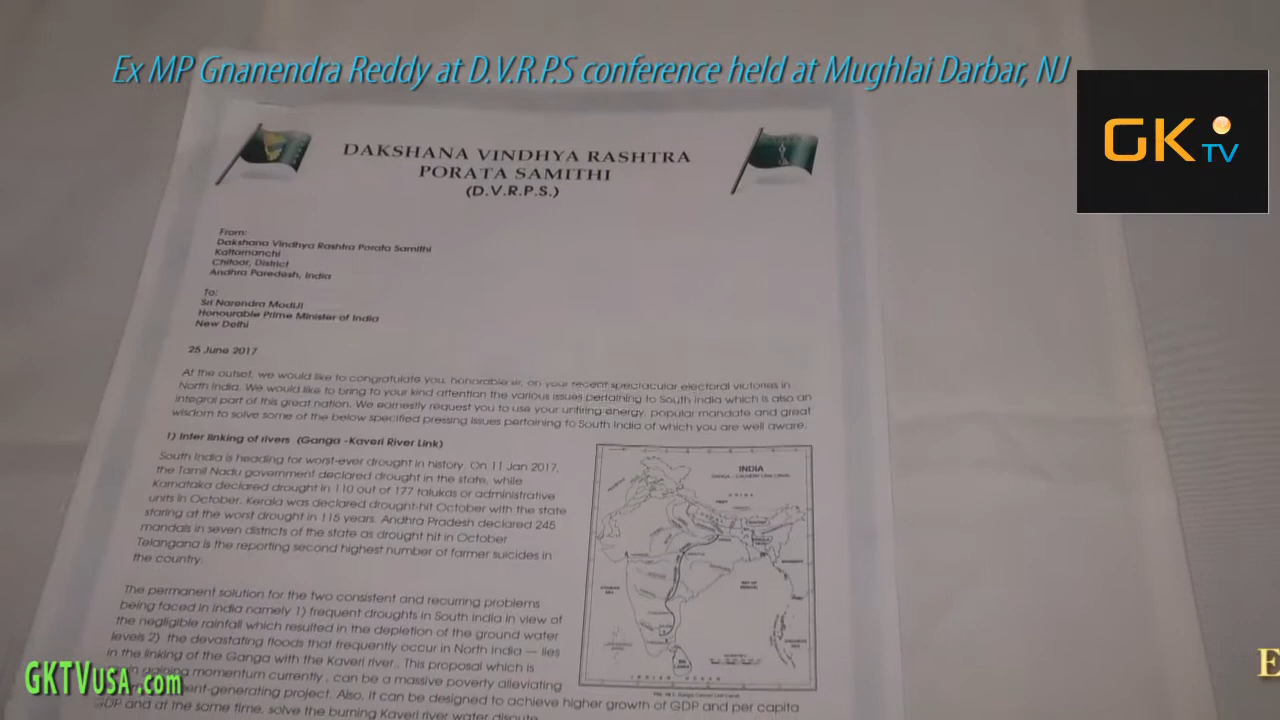 Ex MP Gnanendra Reddy at D.V.R.P.S conference held at Mughlai Darbar, NJ
GK
TV
DAKSHANA VINDHYA RASHTRA
PORATA SAMITHI
(D.V.R.P.S.)
From:
Dakshana Vindhya Rashtra Porata Samithi
Kattamanchi
Chitoor, District
Andhra Paredesh, India
To:
Sri Narendra ModiJi
Honourable Prime Minister of India
New Delhi
25 June 2017
At the outset, we would like to congratulate you, honorable sir, on your recent spectacular electoral victories in
North India. We would like to bring to your kind attention the various issues pertaining to South India which is also an
integral part of this great nation. We earnestly request you to use your untiring energy, popular mandate and great
wisdom to solve some of the below specified pressing issues pertaining to South India of which you are well aware.
1) Inter linking of rivers (Ganga -Kaveri River Link)
South India is heading for worst-ever drought in history. On 11 Jan 2017,
the Tamil Nadu government declared drought in the state, while
Karnataka declared drought in 110 out of 177 talukas or administrative
units in October. Kerala was declared drought-hit October with the state
staring at the worst drought in 115 years. Andhra Pradesh declared 245
mandals in seven districts of the state as drought hit in October
Telangana is the reporting second highest number of farmer suicides in
the country.
INDIA
CHINA
BAY OF
BENGAL
ARABIAN
SEA
SRI
LANKA
INDIAN OCEAN
The permanent solution for the two consistent and recurring problems
being faced in India namely 1) frequent droughts in South India in view of
the negligible rainfall which resulted in the depletion of the ground water
levels 2) the devastating floods that frequently occur in North India — lies
in the linking of the Ganga with the Kaveri river.. This proposal which is
gaining momentum currently , can be a massive poverty alleviating
ent-generating project. Also, it can be designed to achieve higher growth of GDP and per capita
GDP and at the same time, solve the burning Kaveri river water dispute
GKTVusa .com
E